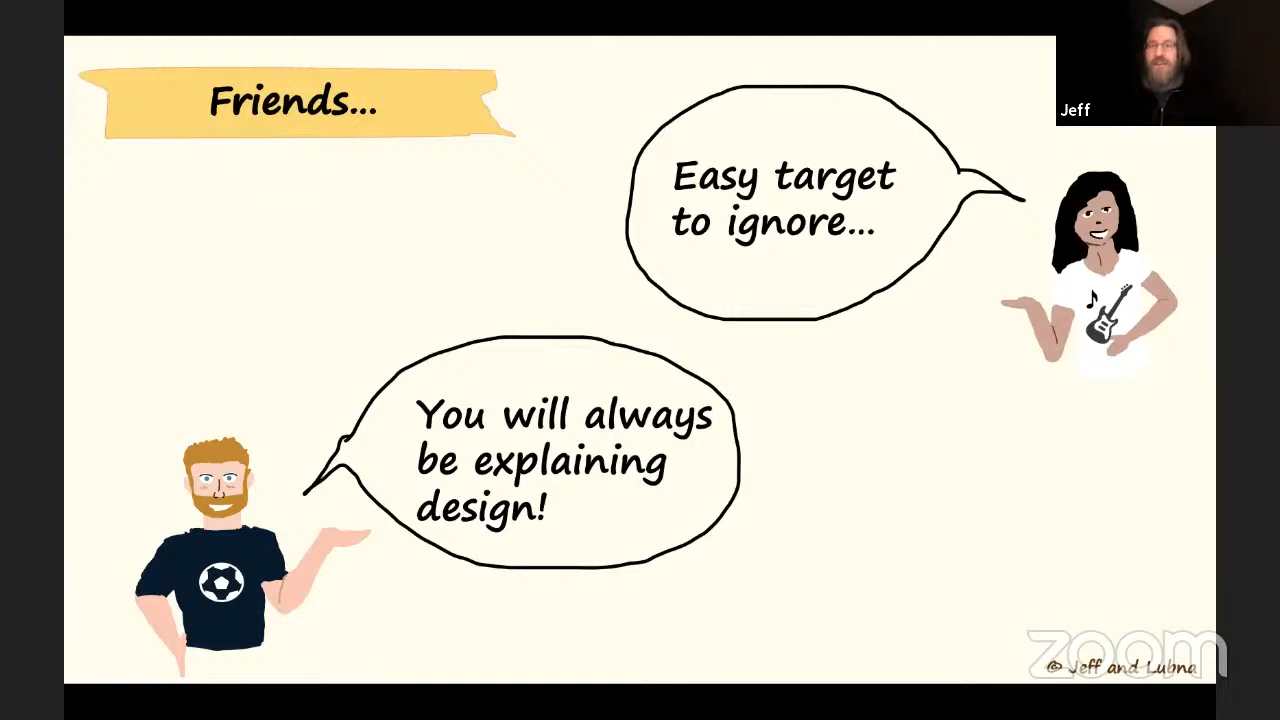 Friends...
Jeff
Easy target
to ignore...
You will always
be explaining
design!
zoom
© Jeff and Lubna